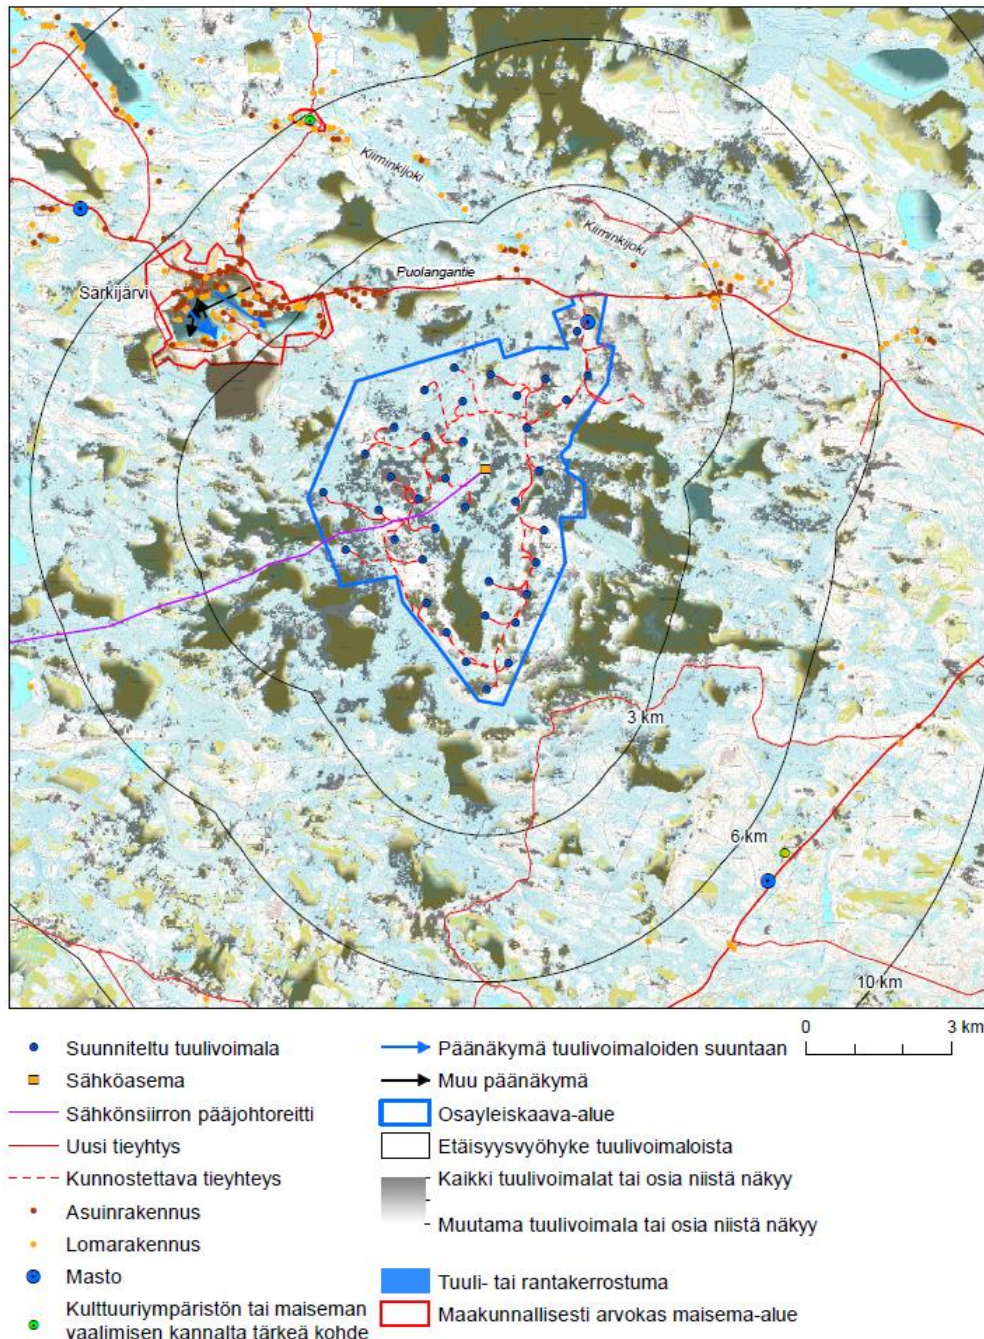 Kiiminkijoki
Kiiminkijoki
Puolangantie
Särkijärvi
3 km
6 km
10 km
0 3 km
Suunniteltu tuulivoimala
Sähköasema
Sähkönsiirron pääjohtoreitti
Uusi tieyhtys
Kunnostettava tieyhteys
Asuinrakennus
Lomarakennus
Masto
Kulttuuriympäristön tai maiseman
vaalimisen kannalta tärkeä kohde
Päänäkymä tuulivoimaloiden suuntaan
Muu päänäkymä
Osayleiskaava-alue
Etäisyysvyöhyke tuulivoimaloista
Kaikki tuulivoimalat tai osia niistä näkyy
Muutama tuulivoimala tai osia niistä näkyy
Tuuli- tai rantakerrostuma
Maakunnallisesti arvokas maisema-alue